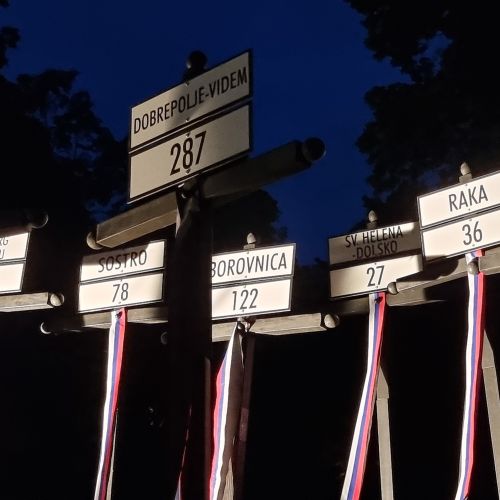 DOBREPOLJE-VIDEM
287
SOSTRO
78
BOROVNICA
122
SV HELENA
-DOLSKO
27
RAKA
36